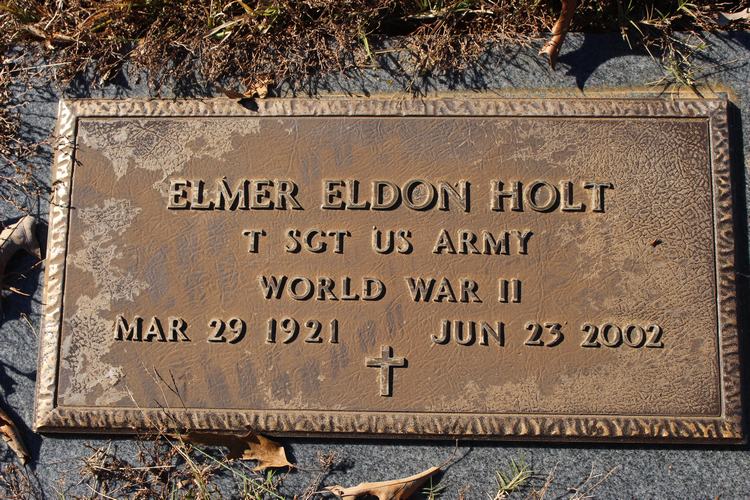 ELMER ELDON HOLT
T SGT US ARMY
WORLD WAR II
MAR 29 1921 JUN 23 2002